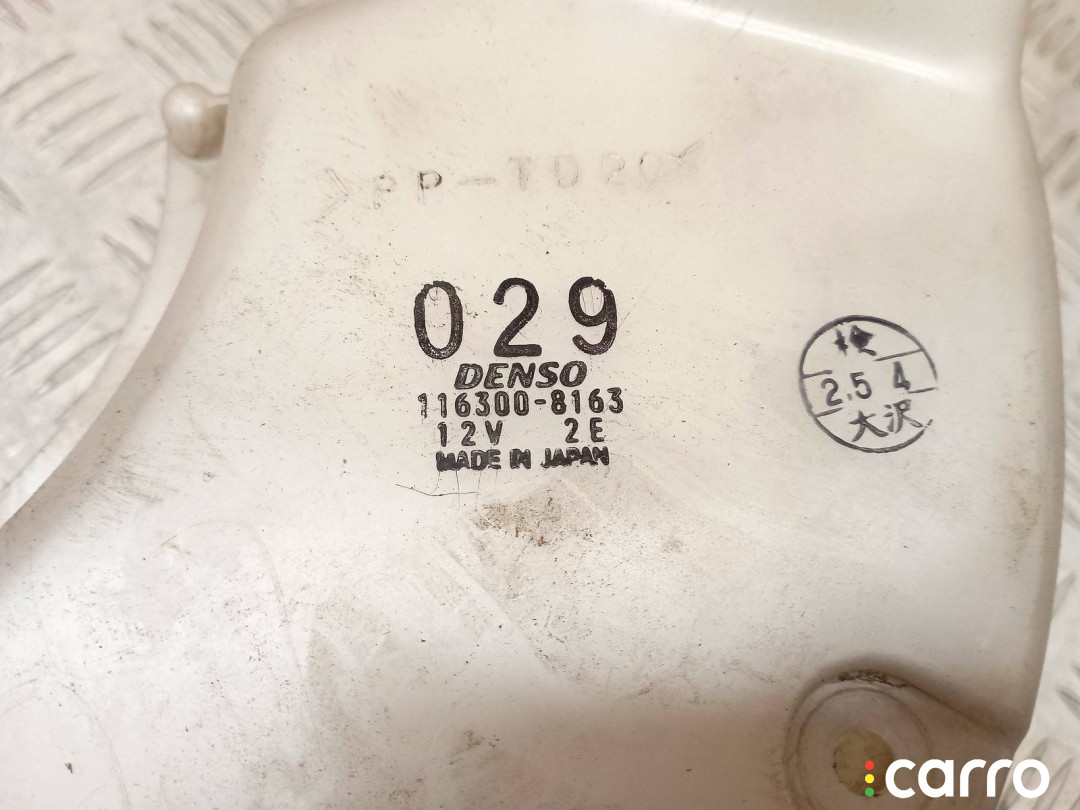 >PP-TD20<
029
DENSO
116300-8163
12V 2E
MADE IN JAPAN
検
2.5 4
大沢
carro